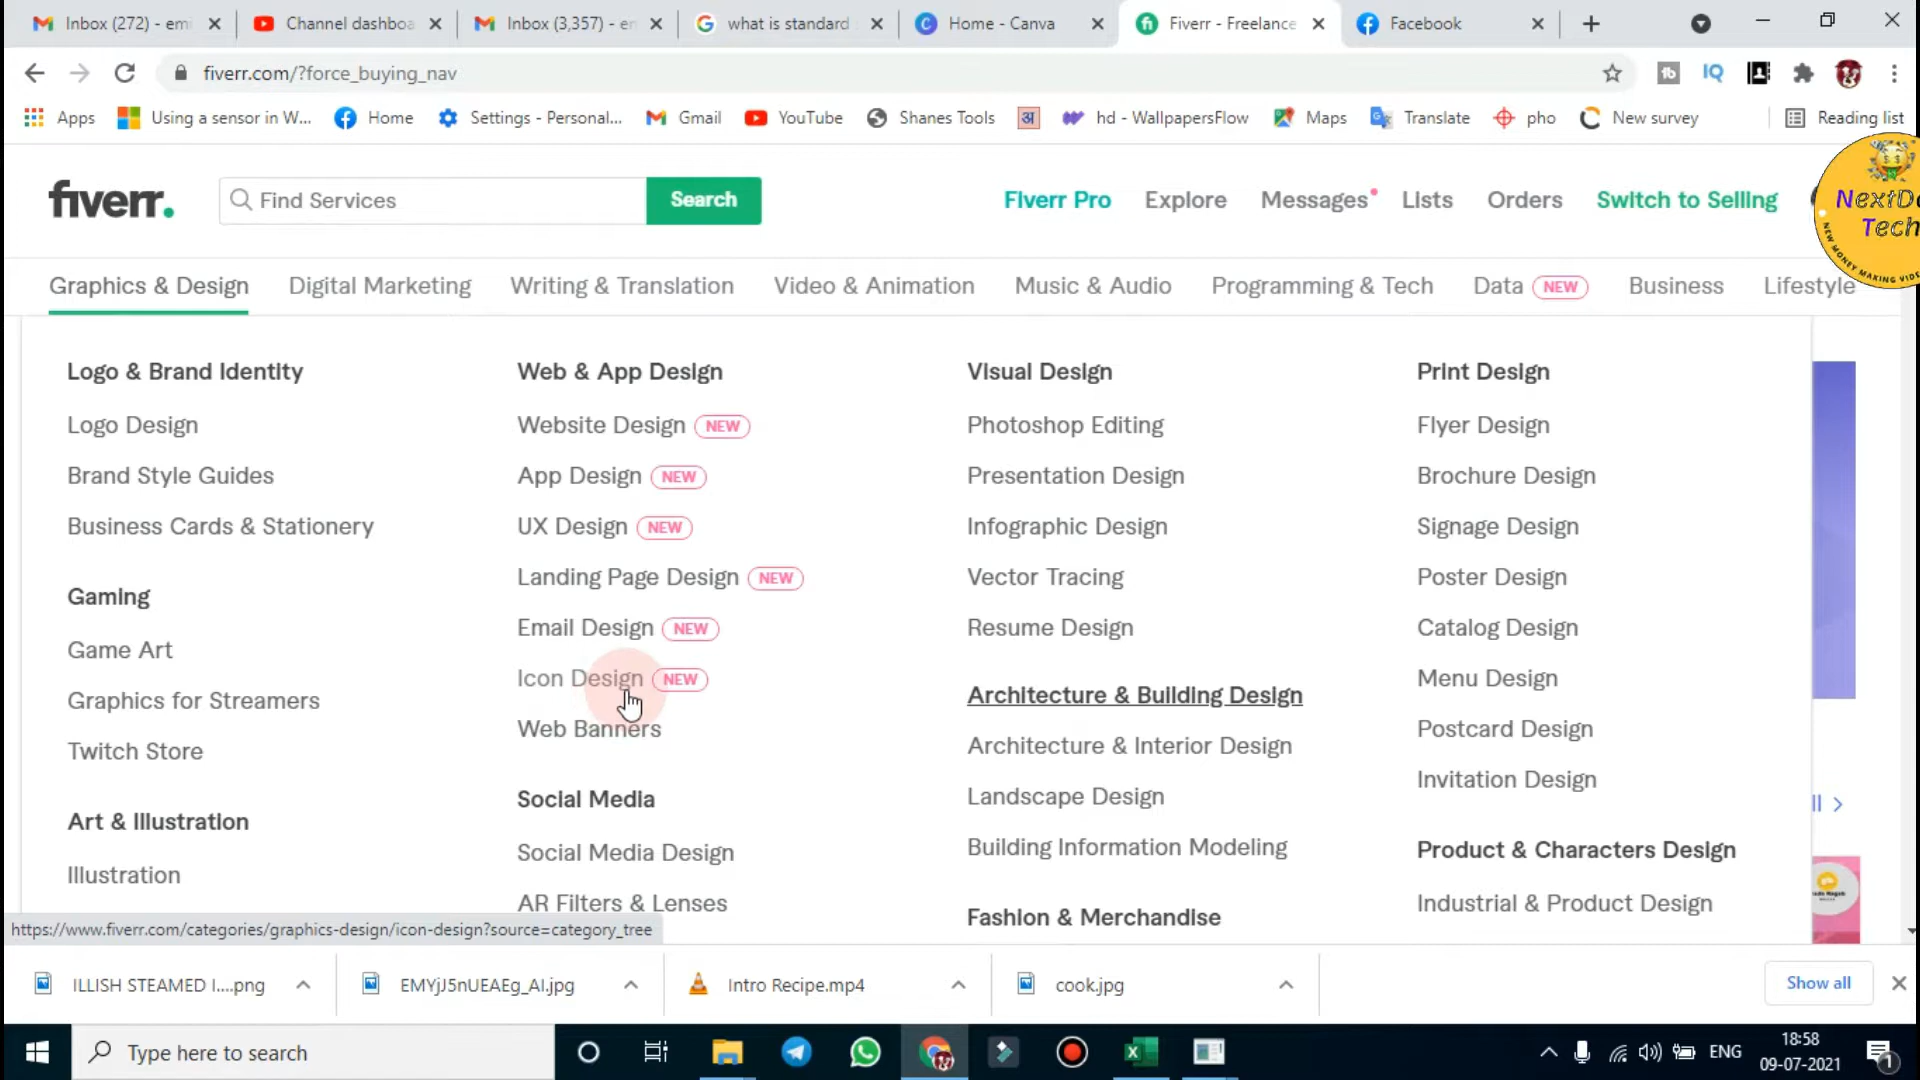 Inbox (272) - emi
Channel dashboa
Inbox (3,357) - en
what is standard
Home - Canva
Fiverr - Freelance
Facebook
fiverr.com/?force_buying_nav
Apps
Using a sensor in W...
Home
Settings - Personal...
Gmail
YouTube
Shanes Tools
अ
hd - WallpapersFlow
Maps
Translate
pho
New survey
Reading list
fiverr.
Find Services
Search
Fiverr Pro
Explore
Messages
Lists
Orders
Switch to Selling
NextDo
Tech
NEW MONEY MAKING VIDE
Graphics & Design
Digital Marketing
Writing & Translation
Video & Animation
Music & Audio
Programming & Tech
Data NEW
Business
Lifestyle
Logo & Brand Identity
Logo Design
Brand Style Guides
Business Cards & Stationery
Gaming
Game Art
Graphics for Streamers
Twitch Store
Art & Illustration
Illustration
Web & App Design
Website Design NEW
App Design NEW
UX Design NEW
Landing Page Design NEW
Email Design NEW
Icon Design NEW
Web Banners
Social Media
Social Media Design
AR Filters & Lenses
Visual Design
Photoshop Editing
Presentation Design
Infographic Design
Vector Tracing
Resume Design
Architecture & Building Design
Architecture & Interior Design
Landscape Design
Building Information Modeling
Fashion & Merchandise
Print Design
Flyer Design
Brochure Design
Signage Design
Poster Design
Catalog Design
Menu Design
Postcard Design
Invitation Design
Product & Characters Design
Industrial & Product Design
ll >
https://www.fiverr.com/categories/graphics-design/icon-design?source=category_tree
ILLISH STEAMED I....png
EMYjJ5nUEAEg_AI.jpg
Intro Recipe.mp4
cook.jpg
Show all
Type here to search
ENG
18:58
09-07-2021
1